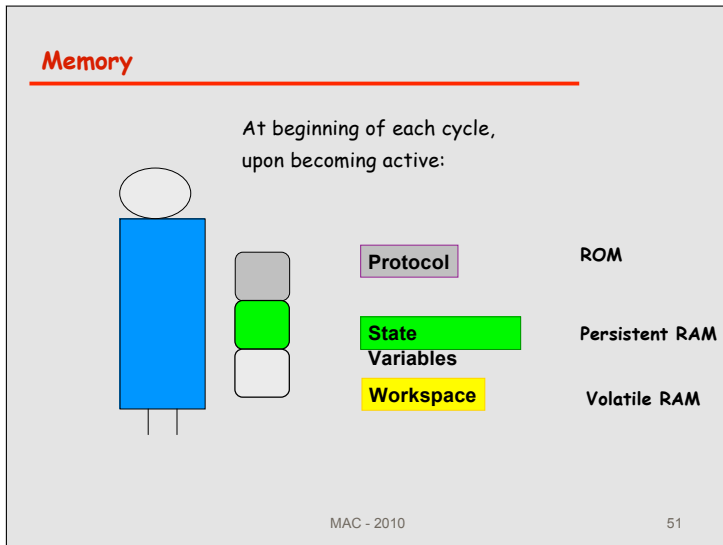 Memory
At beginning of each cycle,
upon becoming active:
Protocol ROM
State Persistent RAM
Variables
Workspace Volatile RAM
MAC - 2010 51